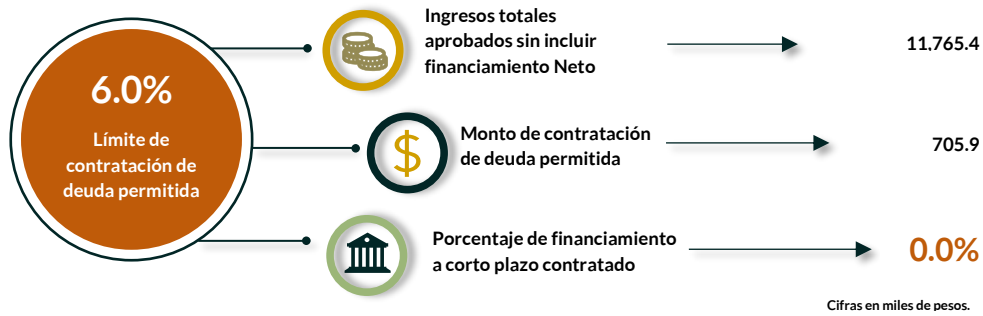 6.0%
Límite de
contratación de
deuda permitida
Ingresos totales
aprobados sin incluir
financiamiento Neto
11,765.4
$
Monto de contratación
de deuda permitida
705.9
Porcentaje de financiamiento
a corto plazo contratado
0.0%
Cifras en miles de pesos.